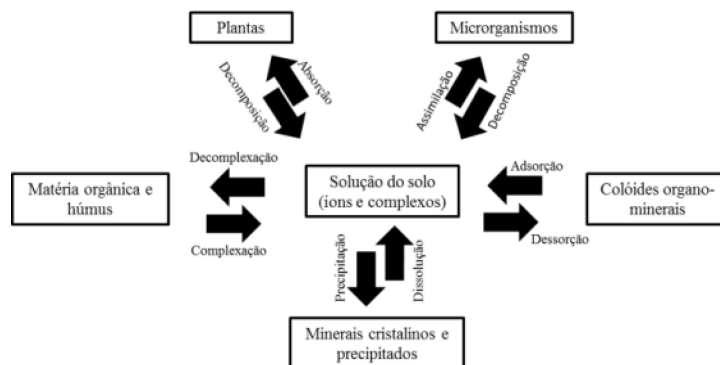 Plantas
Microrganismos
Decomposição
Absorção
Assimilação
Decomposição
Decomplexação
Adsorção
Matéria orgânica e
húmus
Solução do solo
(íons e complexos)
Colóides organo-
minerais
Complexação
Dessorção
Precipitação
Dissolução
Minerais cristalinos e
precipitados